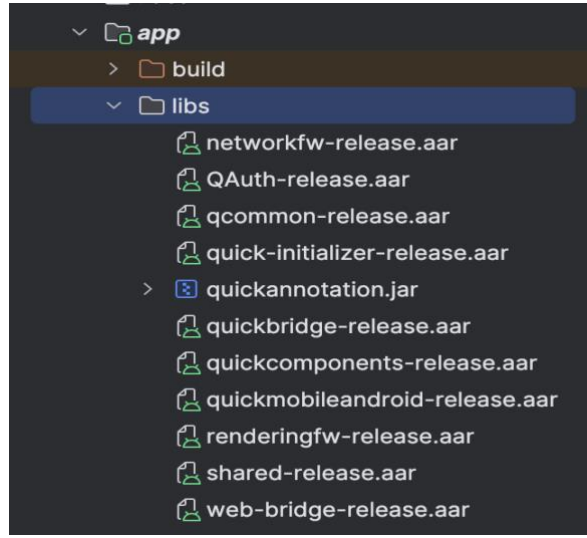 app
build
libs
networkfw-release.aar
QAuth-release.aar
qcommon-release.aar
quick-initializer-release.aar
quickannotation.jar
quickbridge-release.aar
quickcomponents-release.aar
quickmobileandroid-release.aar
renderingfw-release.aar
shared-release.aar
web-bridge-release.aar